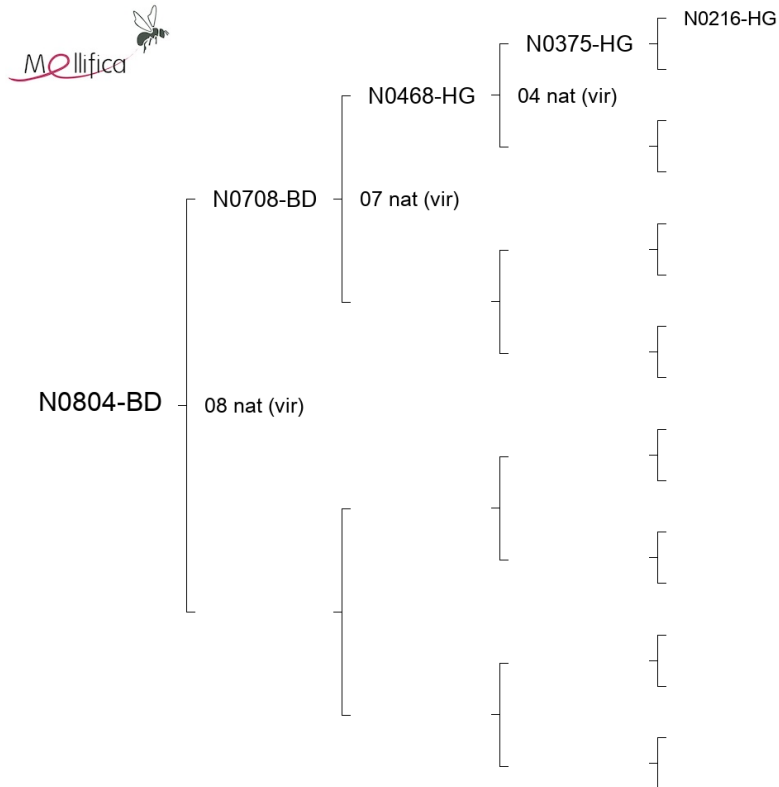 Mellifica
N0216-HG
N0375-HG
N0468-HG
04 nat (vir)
N0708-BD
07 nat (vir)
N0804-BD
08 nat (vir)